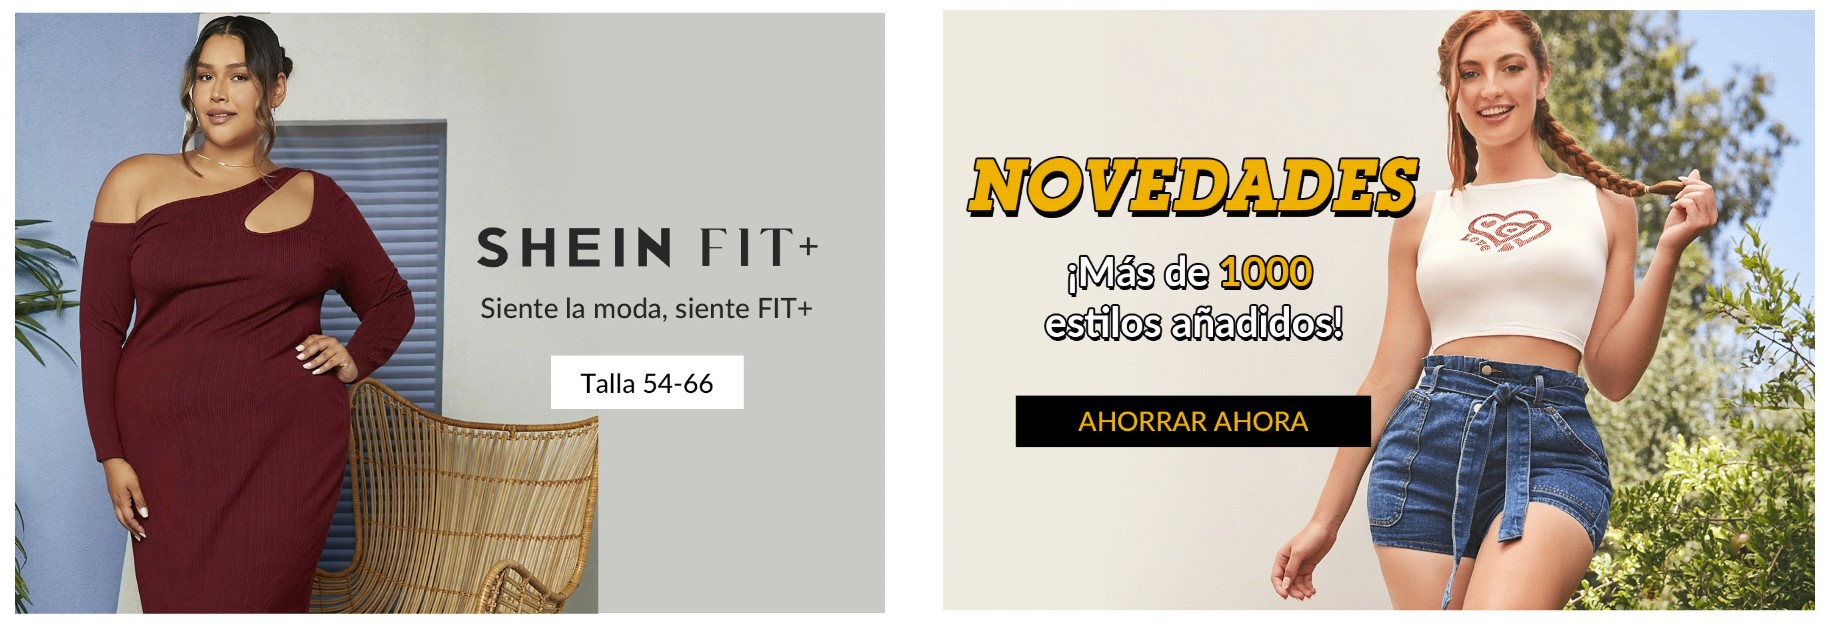 SHEIN FIT+
Siente la moda, siente FIT+
Talla 54-66
NOVEDADES
¡Más de 1000
estilos añadidos!
AHORRAR AHORA